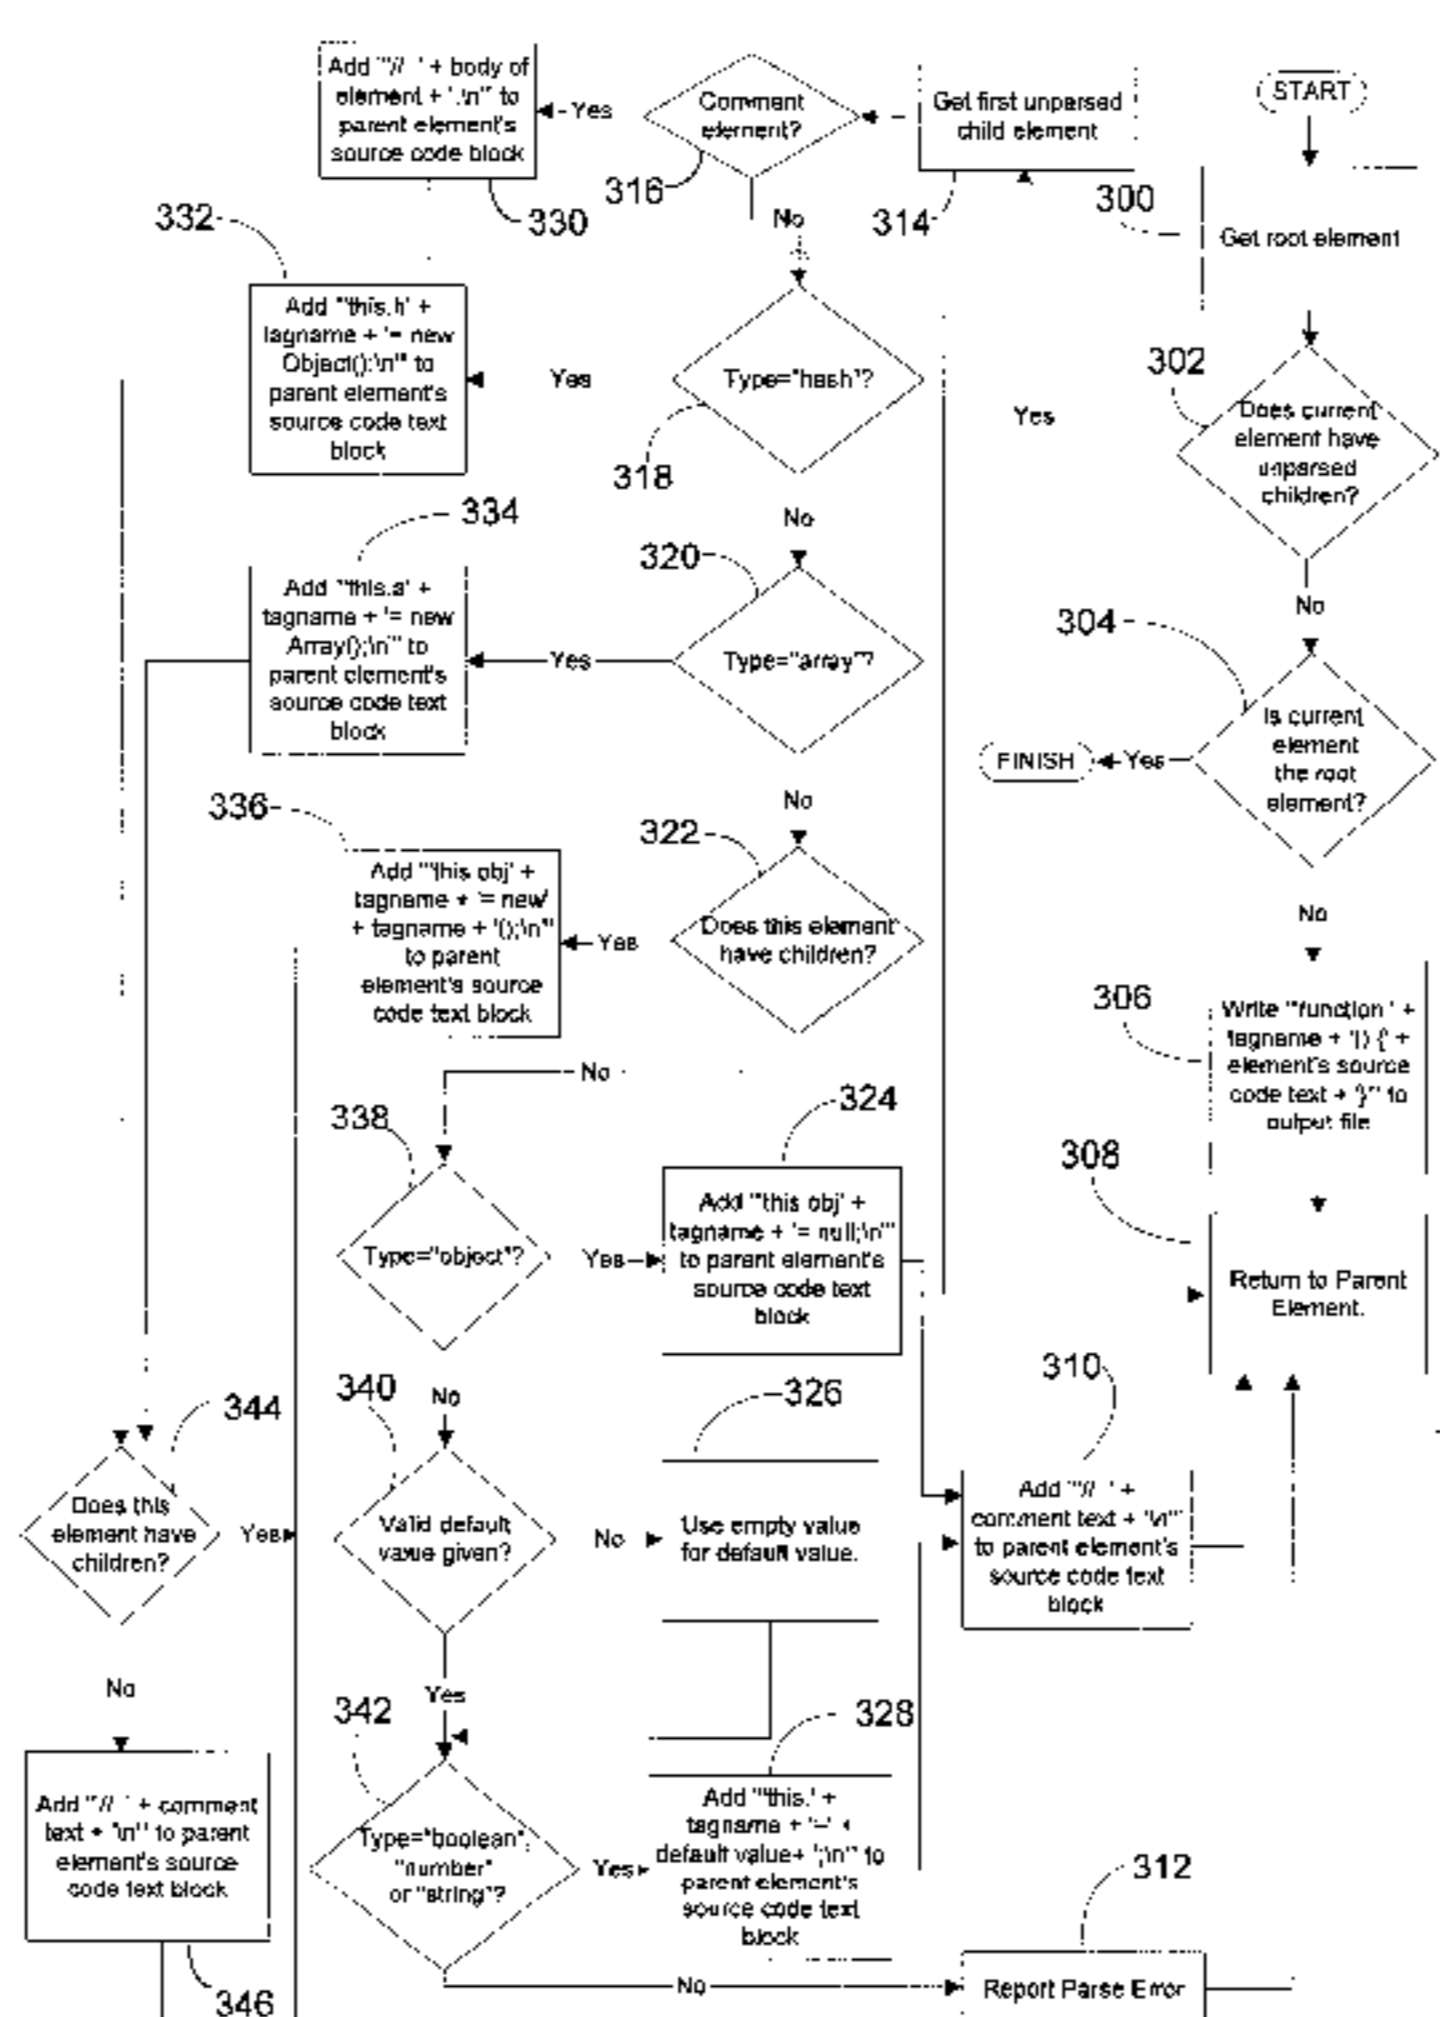 Add "'// ' + body of
element + '.\n'" to
parent element's
source code block
Yes
Comment
element?
Get first unparsed
child element
START
316
330
332
No
314
300
Get root element
Add "'this.h' +
tagname + '= new
Object();\n'" to
parent element's
source code text
block
Yes
Type="hash"?
318
Yes
302
Does current
element have
unparsed
children?
334
No
320
No
Add "'this.a' +
tagname + '= new
Array();\n'" to
parent element's
source code text
block
Yes
Type="array"?
304
Is current
element
the root
element?
FINISH
Yes
336
No
322
No
Add "'this obj' +
tagname + '= new'
+ tagname + '();\n'"
to parent
element's source
code text block
Yes
Does this element
have children?
306
Write "'function ' +
tagname + '() {' +
element's source
code text + }'" to
output file
No
338
324
308
Type="object"?
Yes
Add "'this obj' +
tagname + '= null;\n'"
to parent element's
source code text
block
Return to Parent
Element.
344
340
No
326
310
Does this
element have
children?
Yes
Valid default
value given?
No
Use empty value
for default value.
Add "'// ' +
comment text + '\n'"
to parent element's
source code text
block
No
Yes
342
328
Add "'// ' + comment
text + '\n'" to parent
element's source
code text block
346
Type="boolean",
"number"
or "string"?
Yes
Add "'this.' +
tagname + '=' +
default value+ ';\n'" to
parent element's
source code text
block
312
No
Report Parse Error